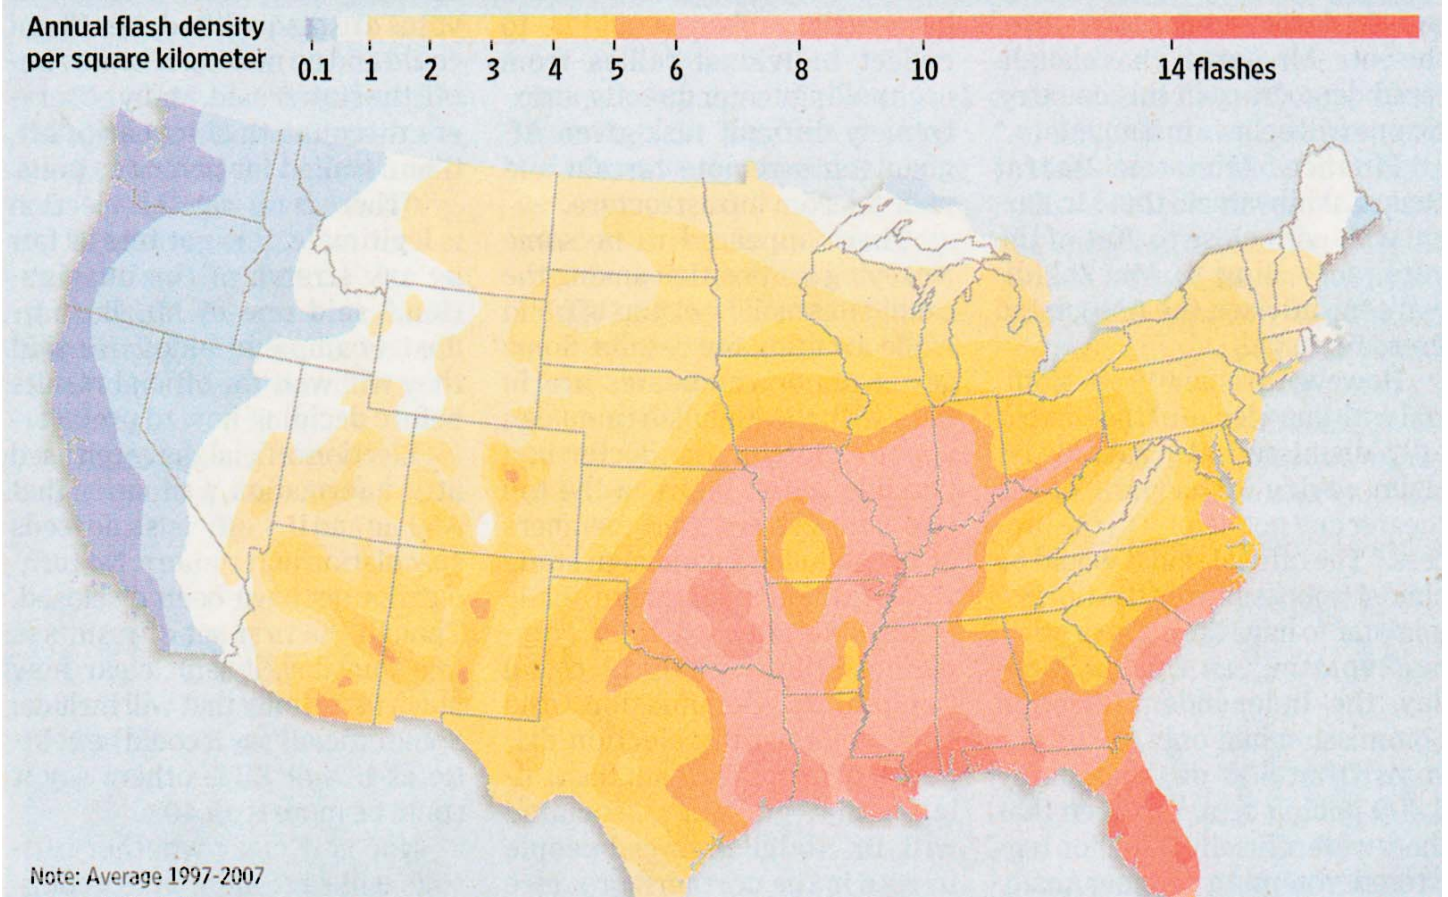 Annual flash density
per square kilometer
0.1 1 2 3 4 5 6 8 10 14 flashes
Note: Average 1997-2007